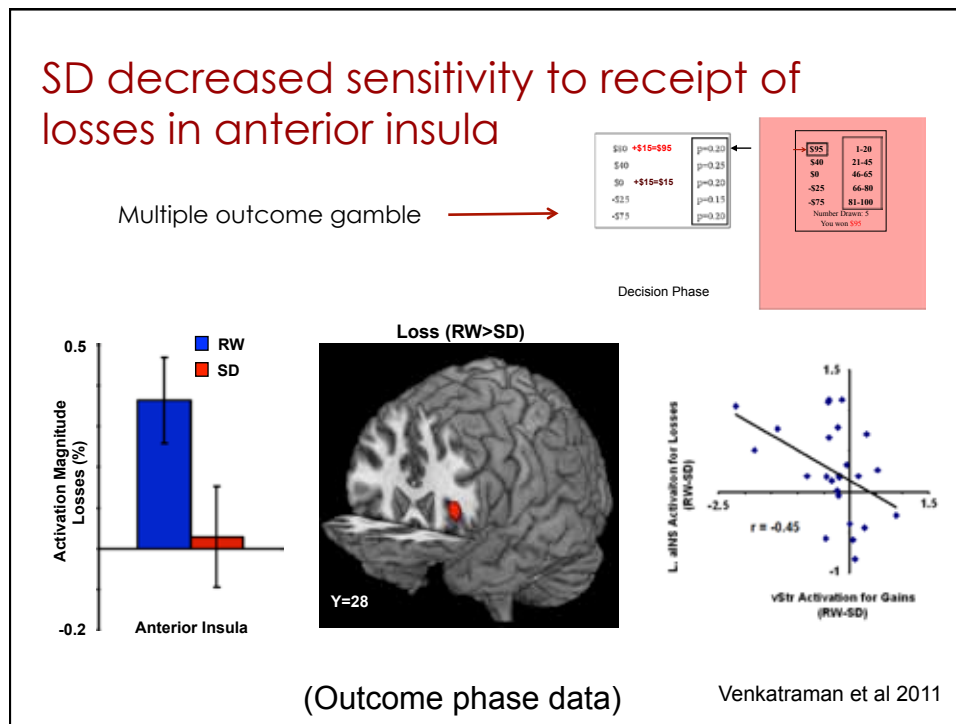 SD decreased sensitivity to receipt of
losses in anterior insula
Multiple outcome gamble
$80 +$15=$95 p=0.20
$40 p=0.25
$0 +$15=$15 p=0.20
-$25 p=0.15
-$75 p=0.20
Decision Phase
$95 1-20
$40 21-45
$0 46-65
-$25 66-80
-$75 81-100
Number Drawn: 5
You won $95
0.5
RW
SD
Activation Magnitude
Losses (%)
-0.2
Anterior Insula
Loss (RW>SD)
Y=28
1.5
L. aINS Activaiton for Losses
(RW-SD)
-2.5
1.5
r = -0.45
-1
vStr Activation for Gains
(RW-SD)
(Outcome phase data)
Venkatraman et al 2011